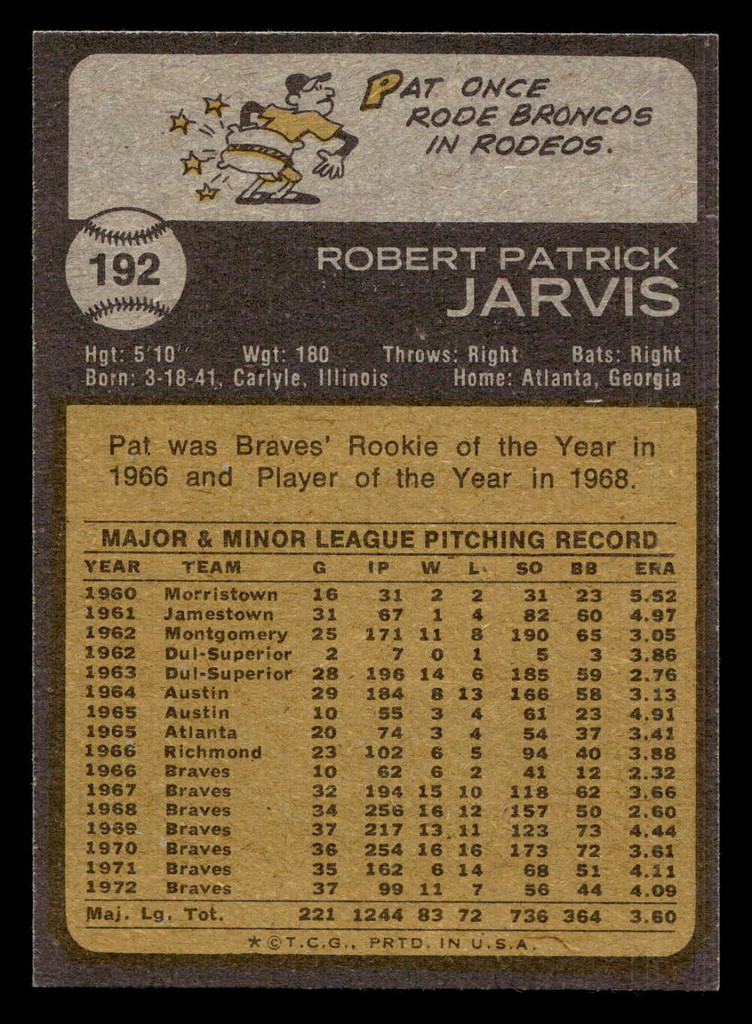 PAT ONCE
RODE BRONCOS
IN RODEOS.
192
ROBERT PATRICK
JARVIS
Hgt: 5'10" Wgt: 180 Throws: Right Bats: Right
Born: 3-18-41, Carlyle, Illinois Home: Atlanta, Georgia
Pat was Braves' Rookie of the Year in
1966 and Player of the Year in 1968.
MAJOR & MINOR LEAGUE PITCHING RECORD
YEAR TEAM G IP W L SO BB ERA
1960 Morristown 16 31 2 2 31 23 5.52
1961 Jamestown 31 67 1 4 82 60 4.97
1962 Montgomery 25 171 11 8 190 65 3.05
1962 Dul-Superior 2 7 0 1 5 3 3.86
1963 Dul-Superior 28 196 14 6 185 59 2.76
1964 Austin 29 184 8 13 166 58 3.13
1965 Austin 10 55 3 4 61 23 4.91
1965 Atlanta 20 74 3 4 54 37 3.41
1966 Richmond 23 102 6 5 94 40 3.88
1966 Braves 10 62 6 2 41 12 2.32
1967 Braves 32 194 15 10 118 62 3.66
1968 Braves 34 256 16 12 157 50 2.60
1969 Braves 37 217 13 11 123 73 4.44
1970 Braves 36 254 16 16 173 72 3.61
1971 Braves 35 162 6 14 68 51 4.11
1972 Braves 37 99 11 7 56 44 4.09
Maj. Lg. Tot. 221 1244 83 72 736 364 3.60
★ © T.C.G., PRTD. IN U.S.A.